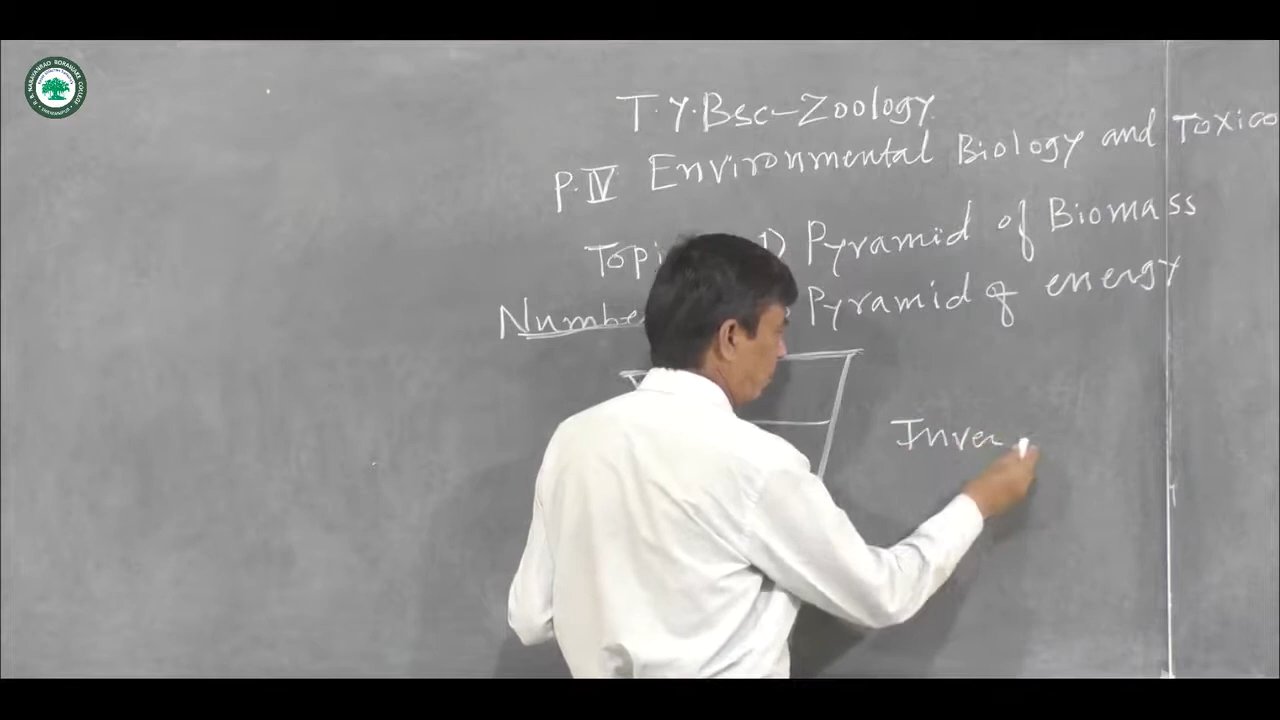 T.Y.Bsc-Zoology
P.IV Environmental Biology and Toxico
Topi 1) Pyramid of Biomass
Numbe Pyramid of energy
Inver